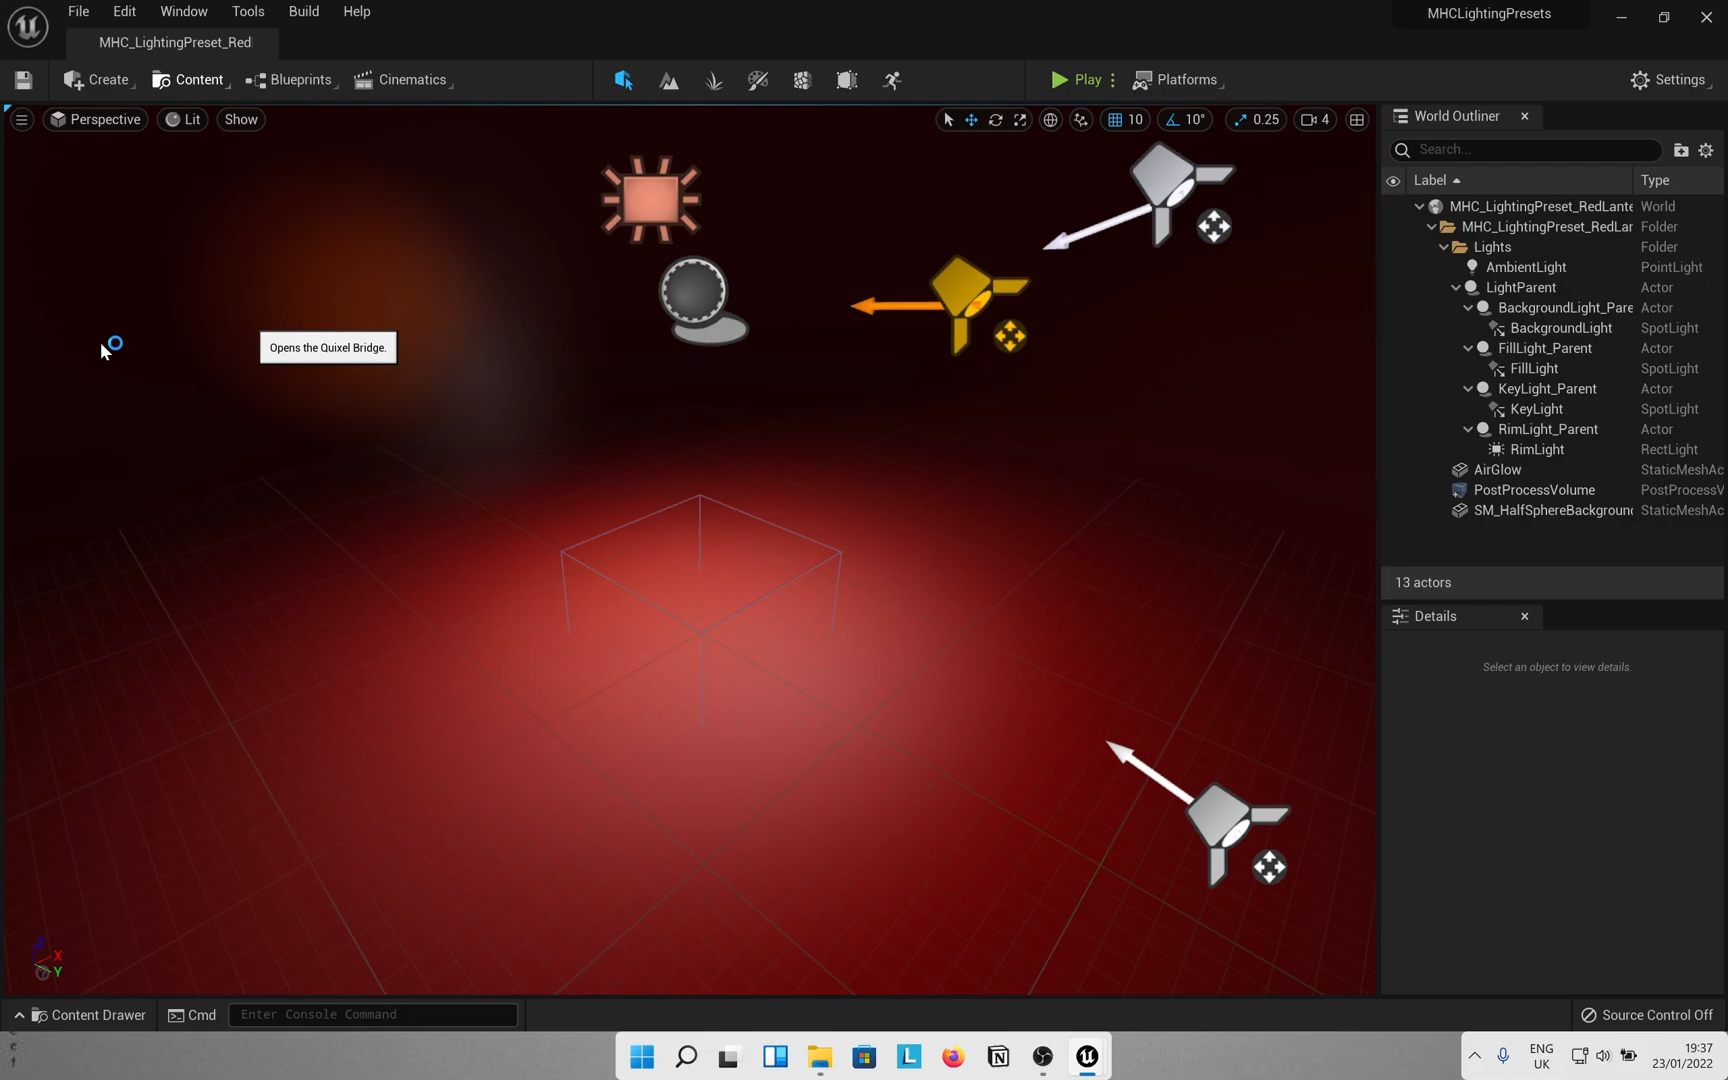 File Edit Window Tools Build Help
MHCLightingPresets
MHC_LightingPreset_Red
Create Content Blueprints Cinematics Play Platforms Settings
Perspective Lit Show 10 10° 0.25 4
World Outliner
Search...
Label Type
MHC_LightingPreset_RedLante World
MHC_LightingPreset_RedLar Folder
Lights Folder
AmbientLight PointLight
LightParent Actor
BackgroundLight_Pare Actor
BackgroundLight SpotLight
FillLight_Parent Actor
FillLight SpotLight
KeyLight_Parent Actor
KeyLight SpotLight
RimLight_Parent Actor
RimLight RectLight
AirGlow StaticMeshAc
PostProcessVolume PostProcessV
SM_HalfSphereBackground StaticMeshAc
13 actors
Details
Select an object to view details.
Opens the Quixel Bridge.
X
Y
Content Drawer Cmd Enter Console Command Source Control Off
ENG
UK
19:37
23/01/2022